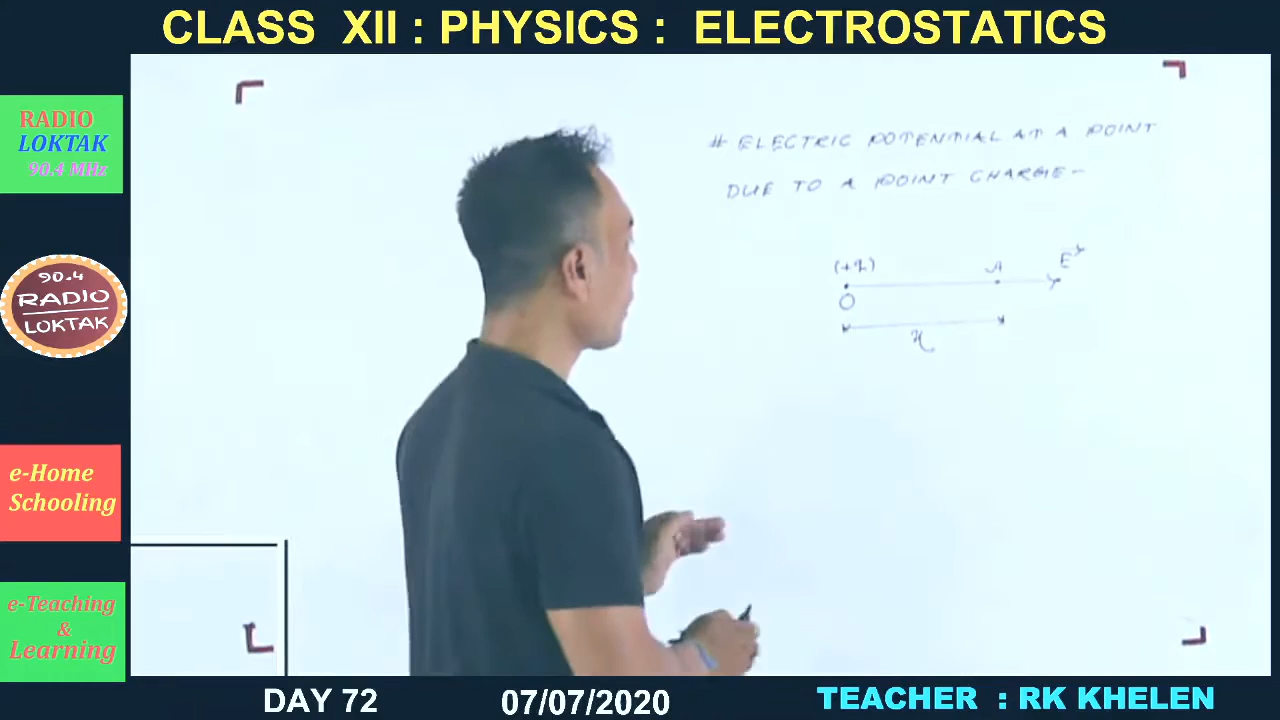 CLASS XII : PHYSICS : ELECTROSTATICS
RADIO
LOKTAK
90.4 MHz
90.4
RADIO
LOKTAK
e-Home
Schooling
e-Teaching
&
Learning
# ELECTRIC POTENTIAL AT A POINT
DUE TO A POINT CHARGE -
(+q) A E
O
x
DAY 72 07/07/2020 TEACHER : RK KHELEN